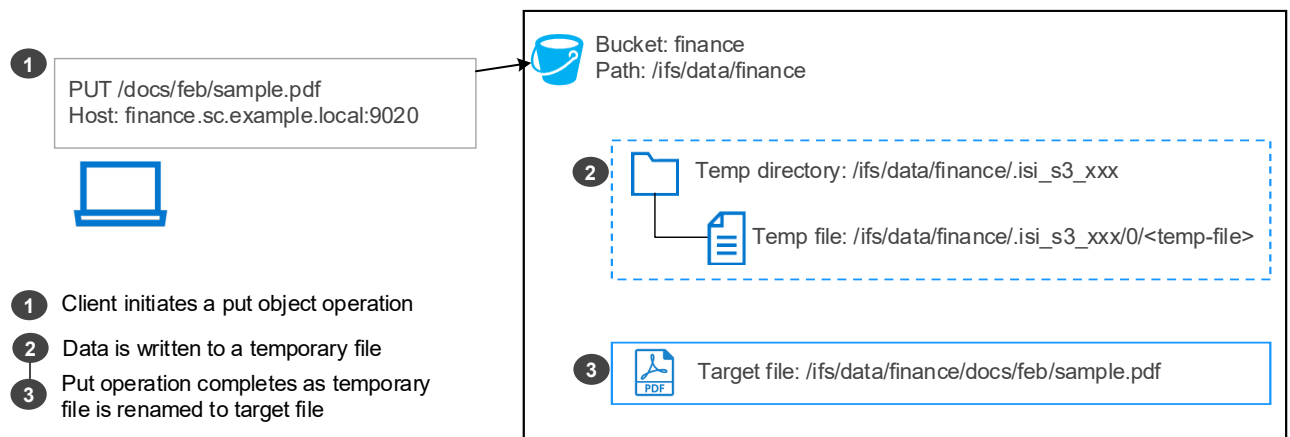 1
PUT /docs/feb/sample.pdf
Host: finance.sc.example.local:9020
Bucket: finance
Path: /ifs/data/finance
2
Temp directory: /ifs/data/finance/.isi_s3_xxx
Temp file: /ifs/data/finance/.isi_s3_xxx/0/<temp-file>
1 Client initiates a put object operation
2 Data is written to a temporary file
3 Put operation completes as temporary
file is renamed to target file
3
PDF
Target file: /ifs/data/finance/docs/feb/sample.pdf